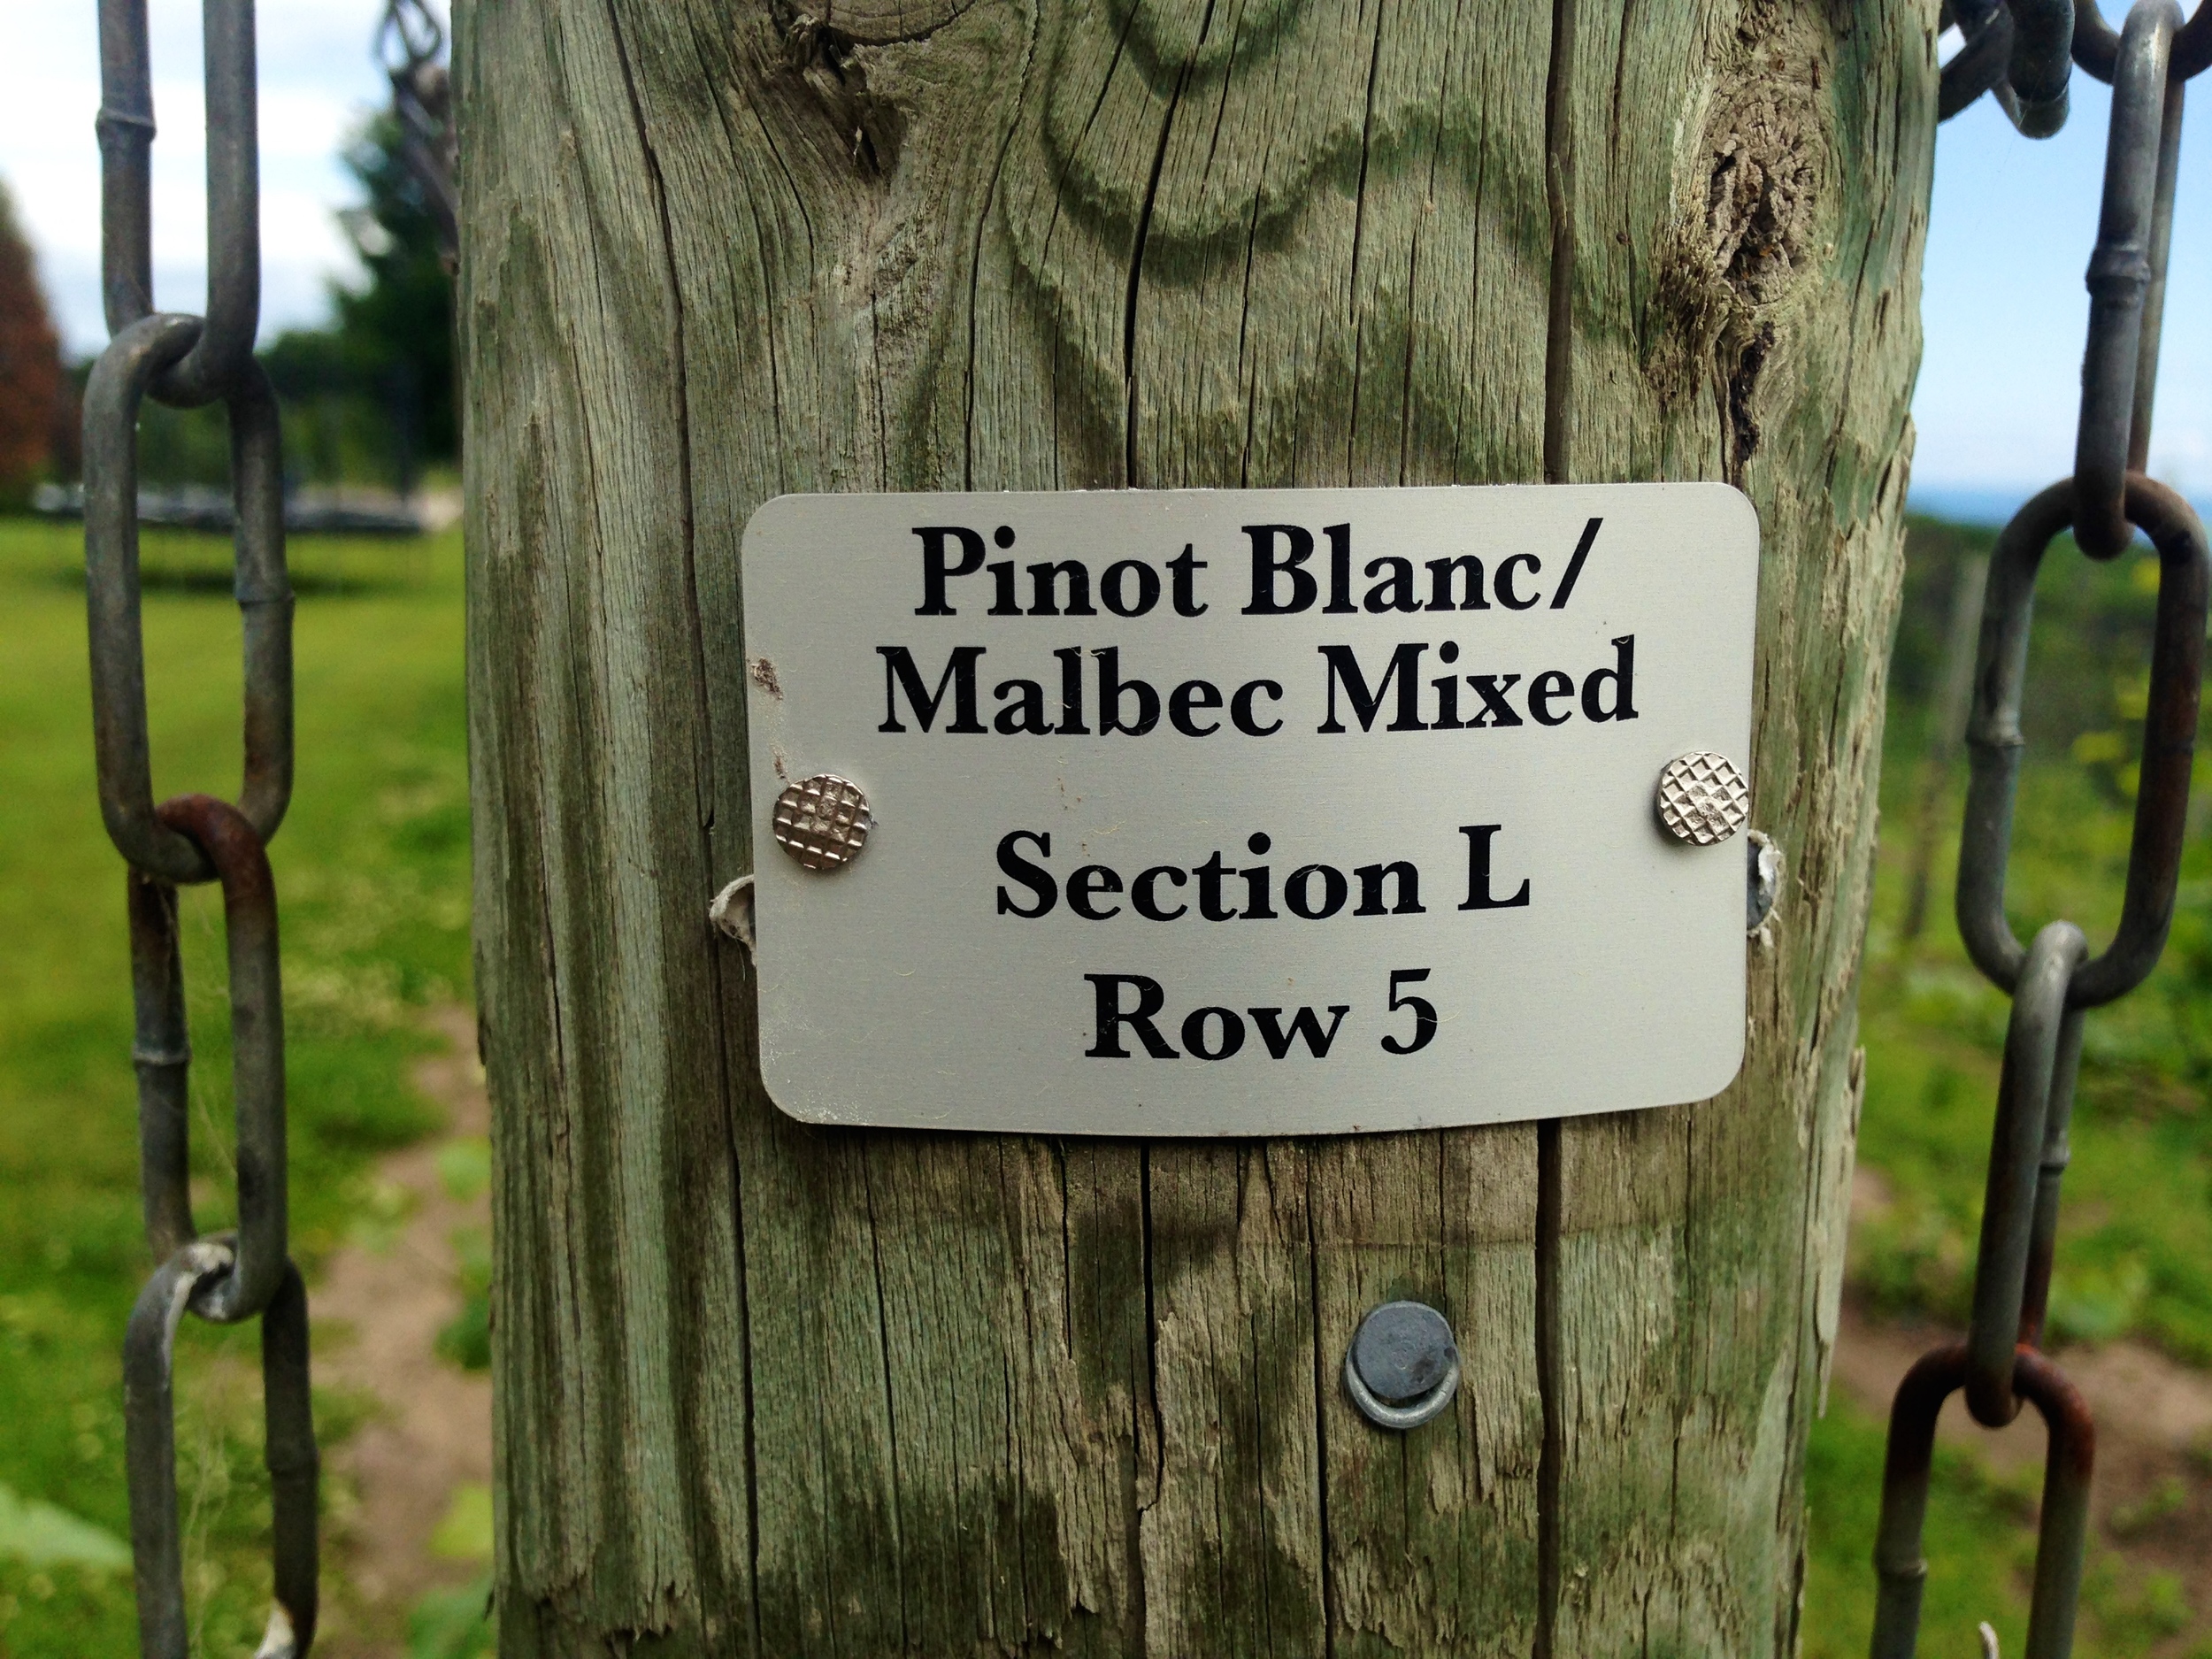 Pinot Blanc/
Malbec Mixed
Section L
Row 5